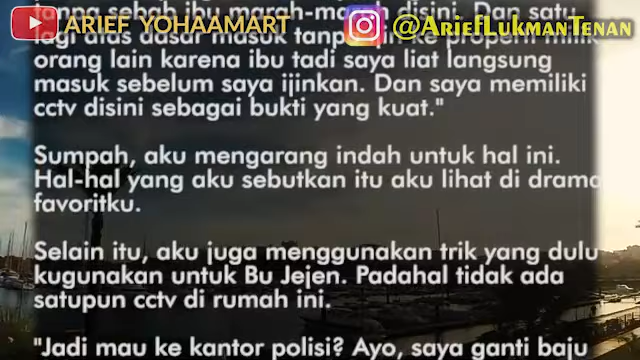 tanpa sebab ibu marah-marah disini. Dan satu
ARIEF YOHAAMART
@AriefLukmanTenan
lagi atas dasar masuk tanpa ijin ke properti milik
orang lain karena ibu tadi saya liat langsung
masuk sebelum saya ijinkan. Dan saya memiliki
cctv disini sebagai bukti yang kuat."
Sumpah, aku mengarang indah untuk hal ini.
Hal-hal yang aku sebutkan itu aku lihat di drama
favoritku.
Selain itu, aku juga menggunakan trik yang dulu
kugunakan untuk Bu Jejen. Padahal tidak ada
satupun cctv di rumah ini.
"Jadi mau ke kantor polisi? Ayo, saya ganti baju